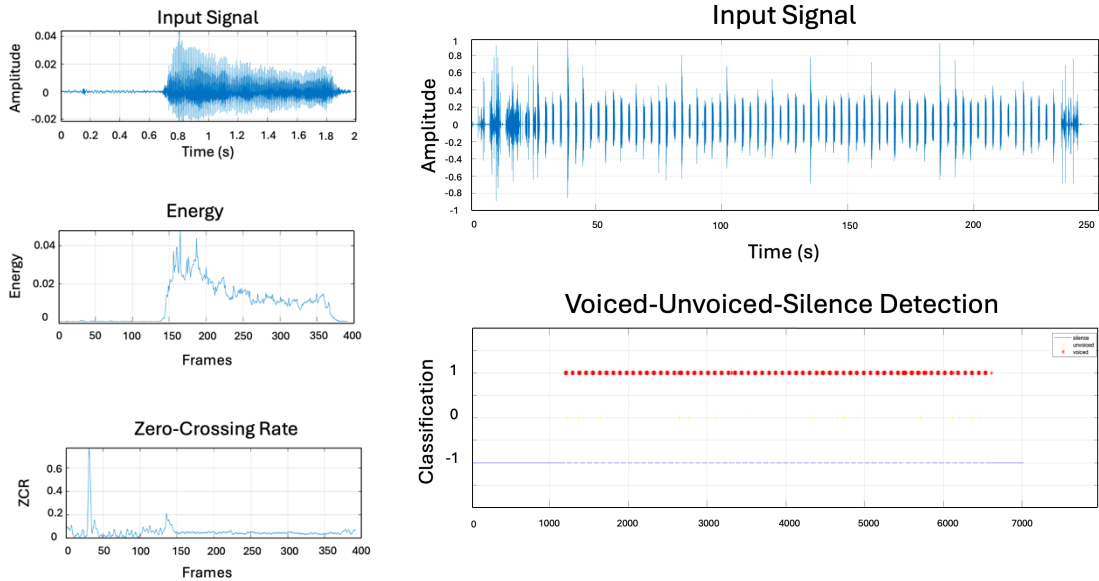 Input Signal
0.04
0.02
0
-0.02
Amplitude
0 0.2 0.4 0.6 0.8 1 1.2 1.4 1.6 1.8 2
Time (s)
Energy
0.04
0.02
0
Energy
0 50 100 150 200 250 300 350 400
Frames
Zero-Crossing Rate
0.6
0.4
0.2
0
ZCR
0 50 100 150 200 250 300 350 400
Frames
Input Signal
1
0.8
0.6
0.4
0.2
0
-0.2
-0.4
-0.6
-0.8
-1
Amplitude
0 50 100 150 200 250
Time (s)
Voiced-Unvoiced-Silence Detection
silence
unvoiced
voiced
1
0
-1
Classification
0 1000 2000 3000 4000 5000 6000 7000